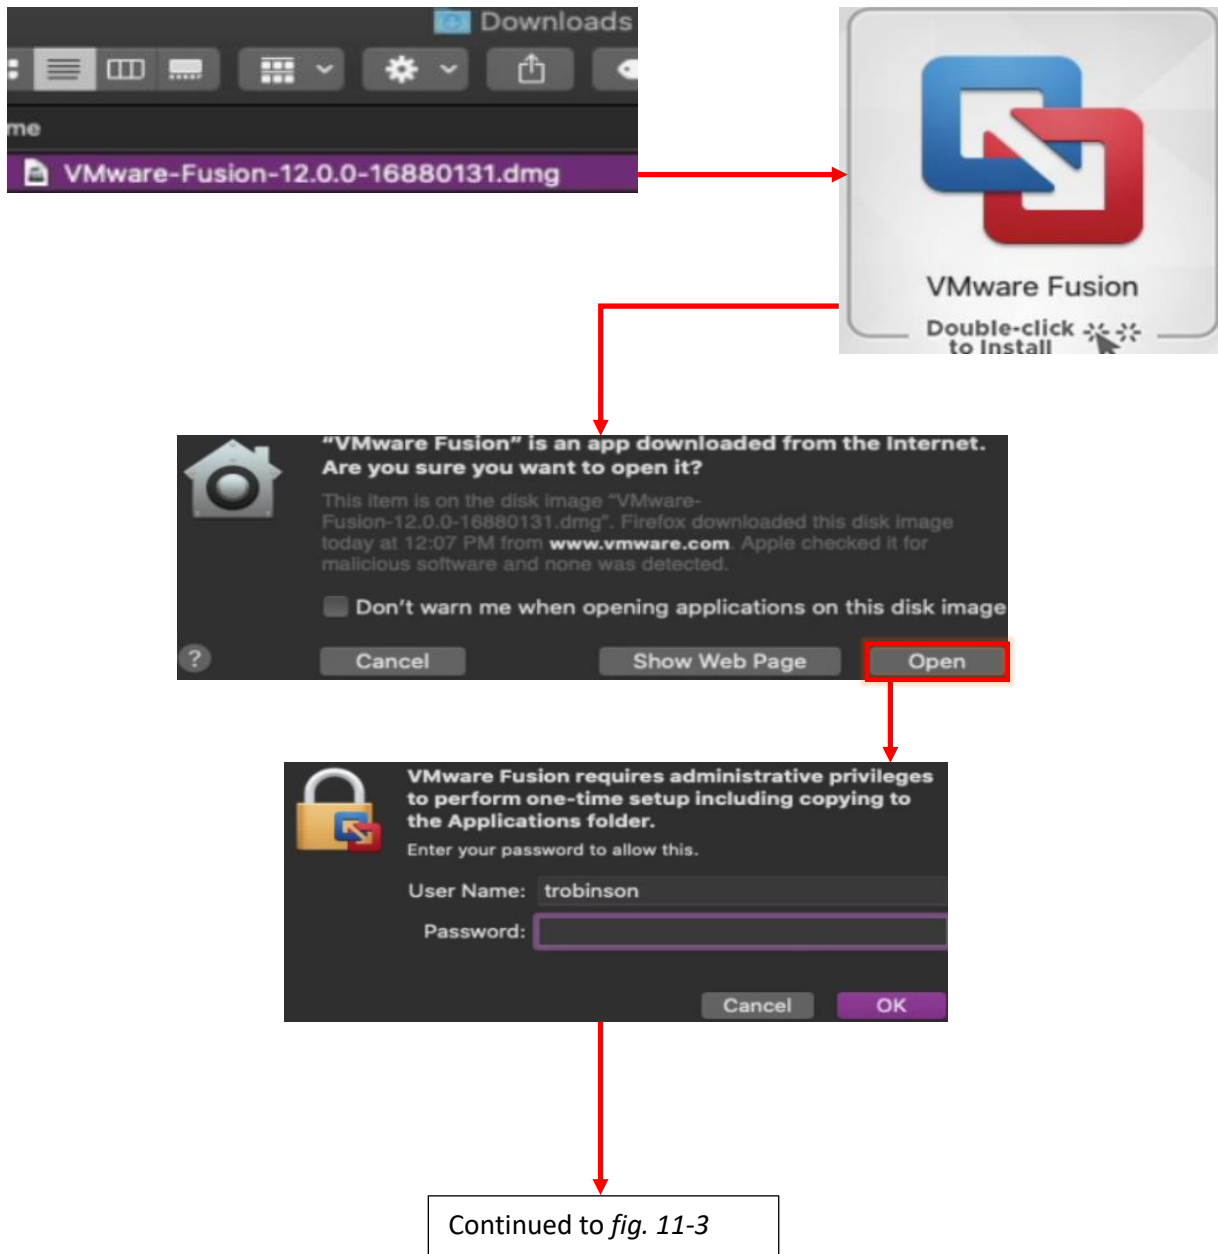 Downloads
me
VMware-Fusion-12.0.0-16880131.dmg
VMware Fusion
Double-click
to Install
“VMware Fusion” is an app downloaded from the Internet.
Are you sure you want to open it?
This item is on the disk image “VMware-
Fusion-12.0.0-16880131.dmg”. Firefox downloaded this disk image
today at 12:07 PM from www.vmware.com. Apple checked it for
malicious software and none was detected.
Don’t warn me when opening applications on this disk image
? Cancel Show Web Page Open
VMware Fusion requires administrative privileges
to perform one-time setup including copying to
the Applications folder.
Enter your password to allow this.
User Name: trobinson
Password:
Cancel OK
Continued to fig. 11-3